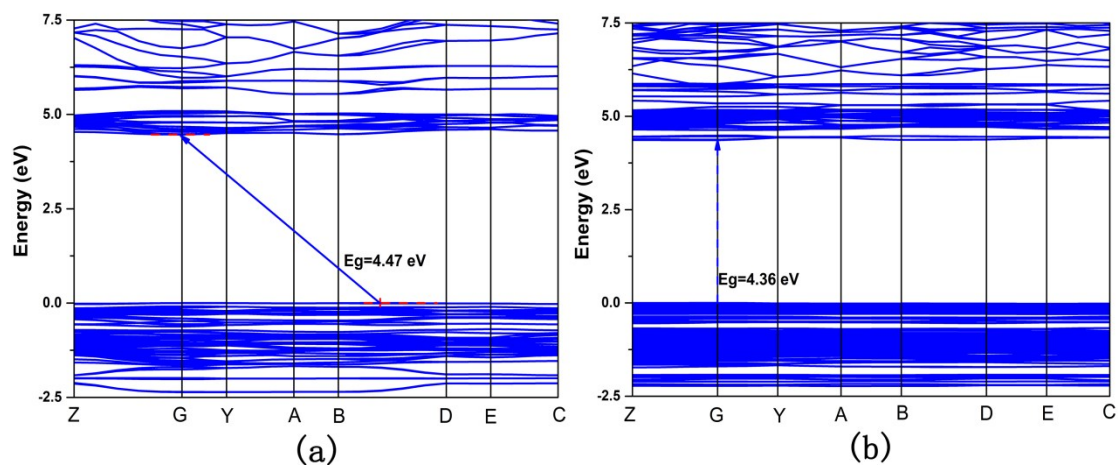 7.5
5.0
2.5
0.0
-2.5
Energy (eV)
Eg=4.47 eV
Z G Y A B D E C
(a)
7.5
5.0
2.5
0.0
-2.5
Energy (eV)
Eg=4.36 eV
Z G Y A B D E C
(b)